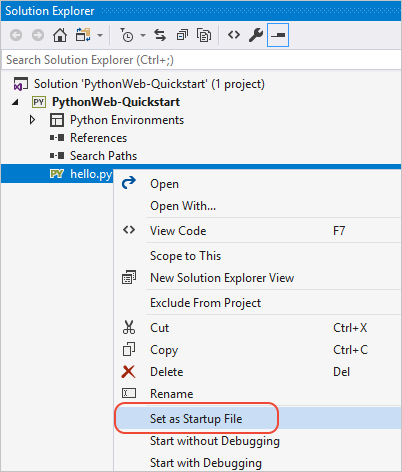 Solution Explorer
Search Solution Explorer (Ctrl+;)
Solution 'PythonWeb-Quickstart' (1 project)
PY PythonWeb-Quickstart
Python Environments
References
Search Paths
PY hello.py
Open
Open With...
View Code F7
Scope to This
New Solution Explorer View
Exclude From Project
Cut Ctrl+X
Copy Ctrl+C
Delete Del
Rename
Set as Startup File
Start without Debugging
Start with Debugging